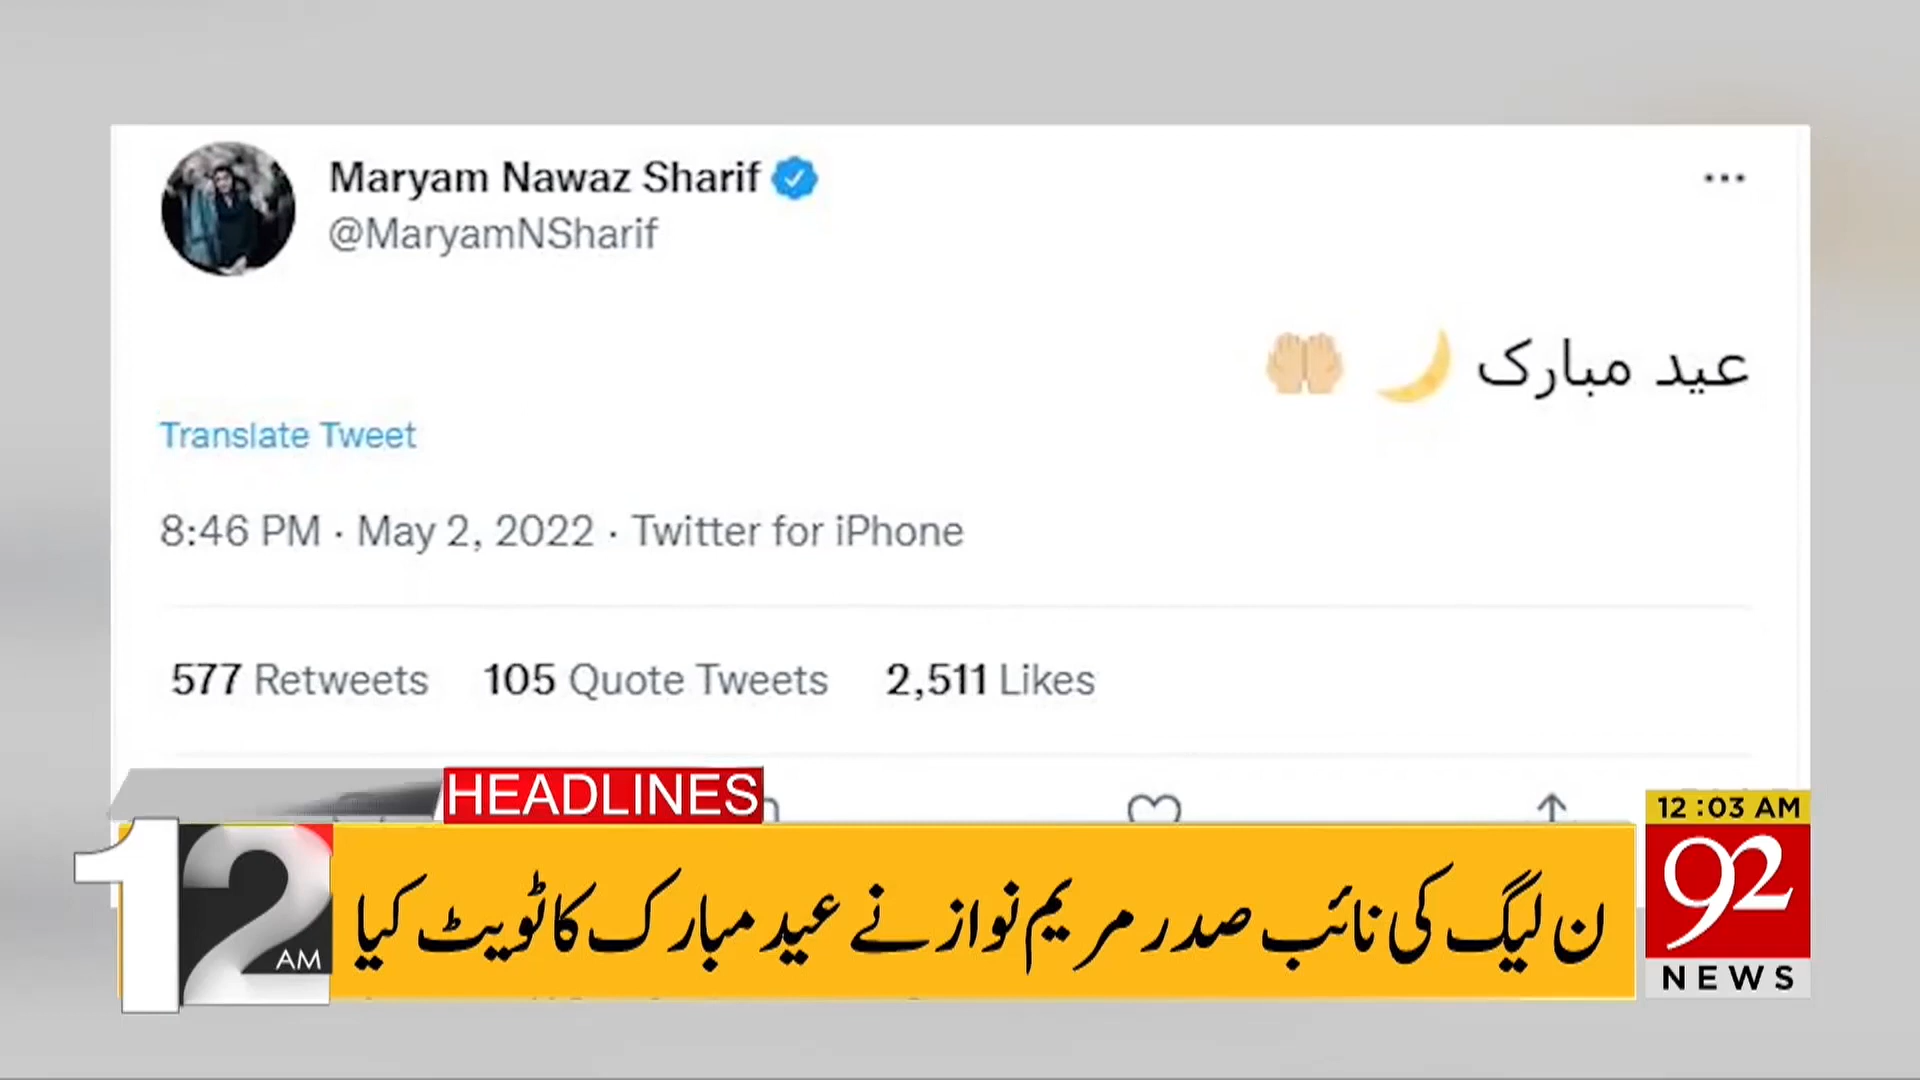 Maryam Nawaz Sharif
@MaryamNSharif
عید مبارک 🌙 🤲🏼
Translate Tweet
8:46 PM · May 2, 2022 · Twitter for iPhone
577 Retweets 105 Quote Tweets 2,511 Likes
HEADLINES
12 AM
ن لیگ کی نائب صدر مریم نواز نے عید مبارک کا ٹویٹ کیا
12:03 AM
92
NEWS